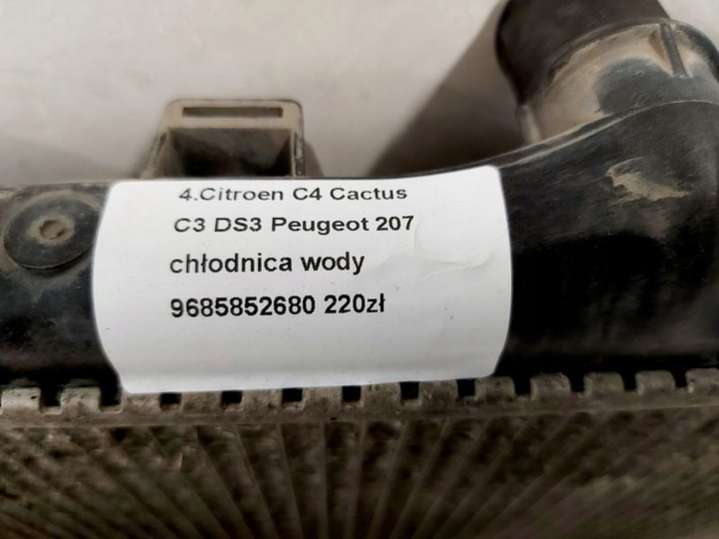 4.Citroen C4 Cactus
C3 DS3 Peugeot 207
chłodnica wody
9685852680 220zł